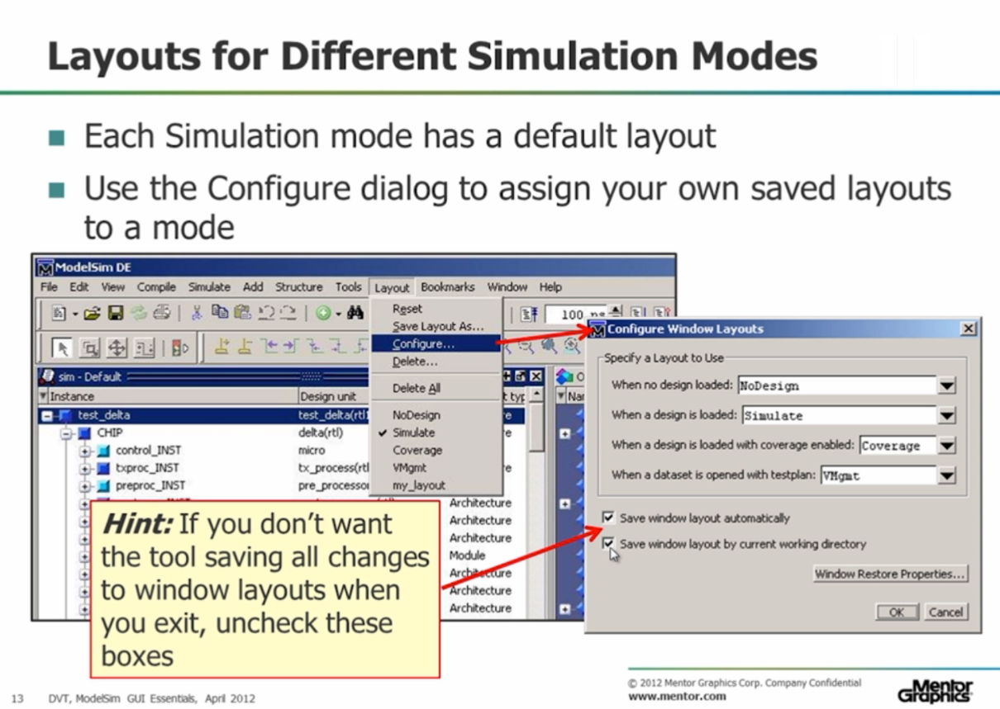 Layouts for Different Simulation Modes
Each Simulation mode has a default layout
Use the Configure dialog to assign your own saved layouts
to a mode
ModelSim DE
File Edit View Compile Simulate Add Structure Tools Layout Bookmarks Window Help
Reset
Save Layout As...
Configure...
Delete...
Delete All
NoDesign
Simulate
Coverage
VMgmt
my_layout
100 ns
sim - Default
Instance Design unit
test_delta test_delta(rtl)
CHIP delta(rtl)
control_INST micro
txproc_INST tx_process(rtl
preproc_INST pre_processor
Architecture
Architecture
Architecture
Module
Architecture
Architecture
Architecture
Configure Window Layouts
Specify a Layout to Use
When no design loaded: NoDesign
When a design is loaded: Simulate
When a design is loaded with coverage enabled: Coverage
When a dataset is opened with testplan: VMgmt
Save window layout automatically
Save window layout by current working directory
Window Restore Properties...
OK Cancel
Hint: If you don't want
the tool saving all changes
to window layouts when
you exit, uncheck these
boxes
13 DVT, ModelSim GUI Essentials, April 2012
© 2012 Mentor Graphics Corp. Company Confidential
www.mentor.com
Mentor
Graphics